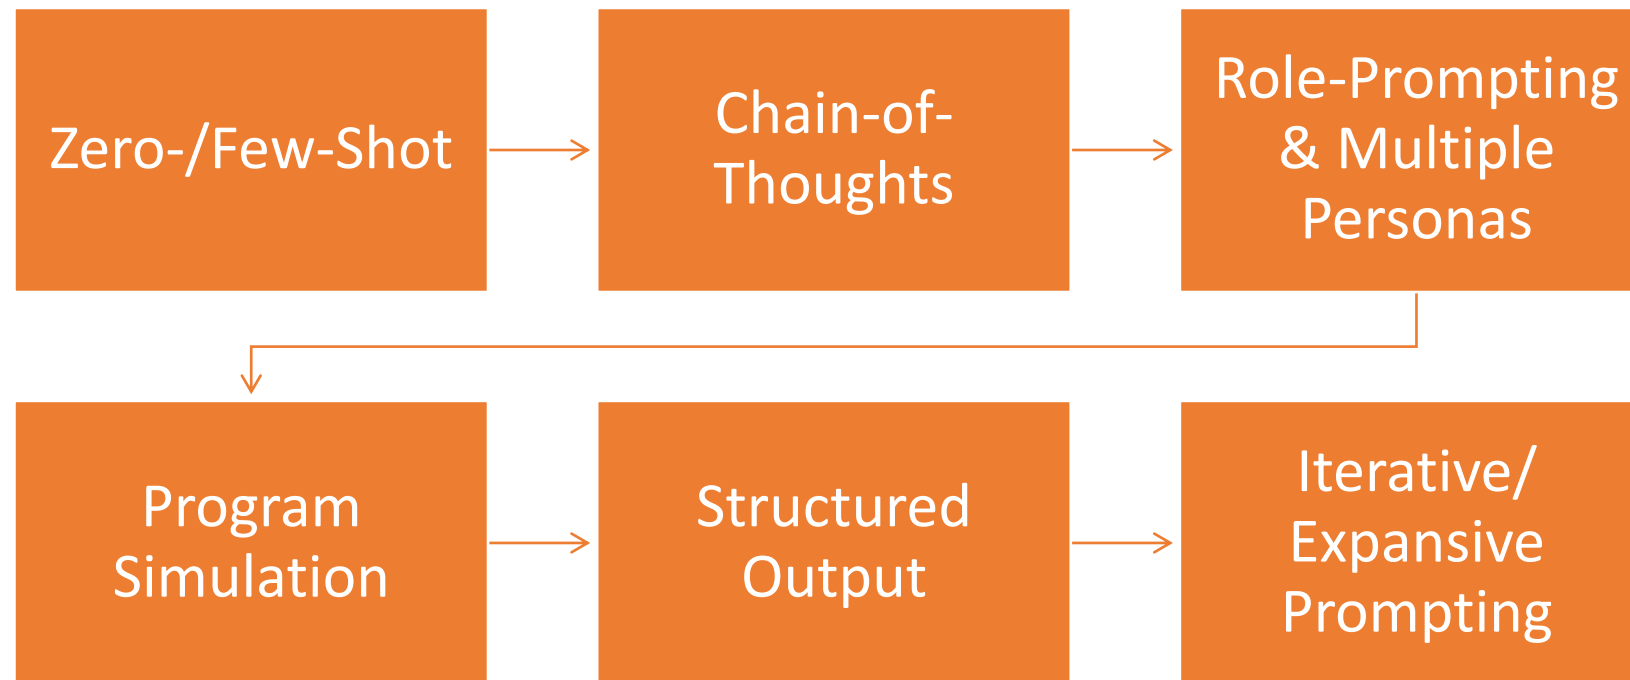 Zero-/Few-Shot
Chain-of-
Thoughts
Role-Prompting
& Multiple
Personas
Program
Simulation
Structured
Output
Iterative/
Expansive
Prompting